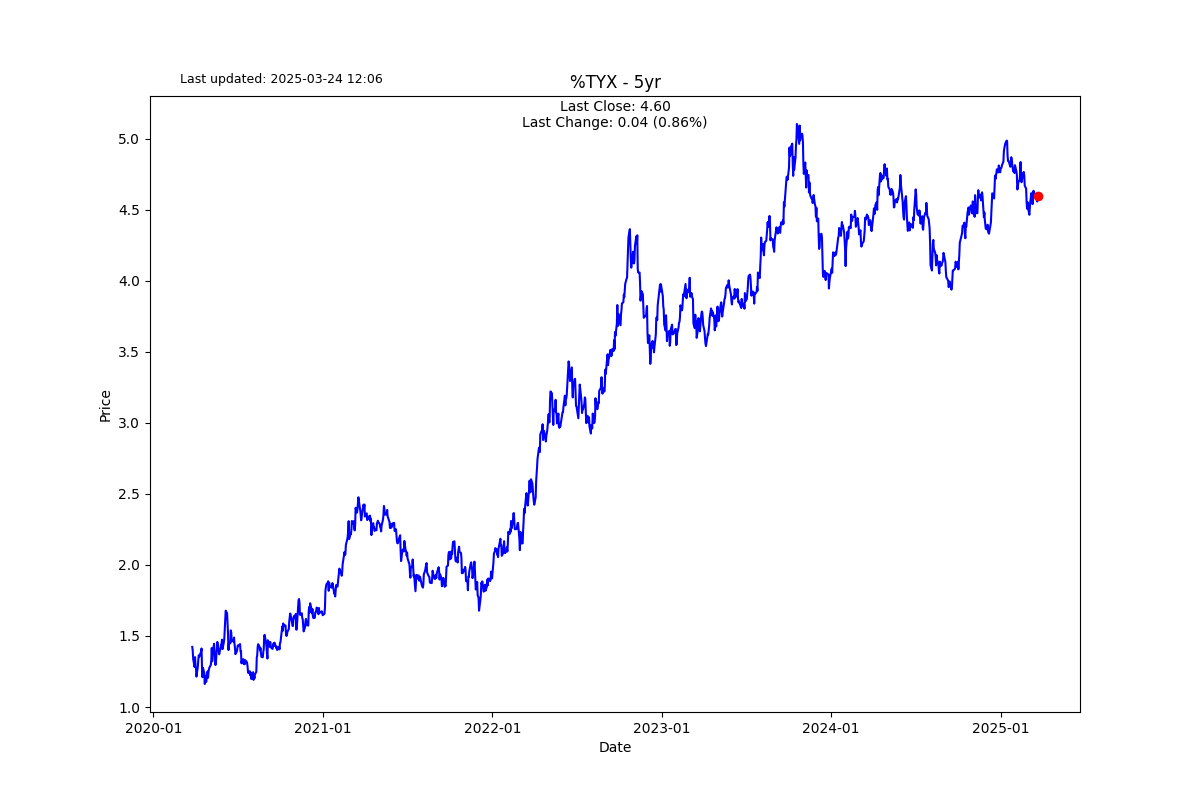 Last updated: 2025-03-24 12:06
%TYX - 5yr
Last Close: 4.60
Last Change: 0.04 (0.86%)
5.0
4.5
4.0
3.5
3.0
2.5
2.0
1.5
1.0
Price
2020-01 2021-01 2022-01 2023-01 2024-01 2025-01
Date